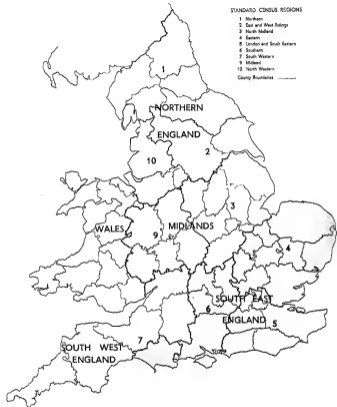 STANDARD CENSUS REGIONS
1 Northern
2 East and West Ridings
3 North Midland
4 Eastern
5 London and South Eastern
6 Southern
7 South Western
9 Midland
10 North Western
County Boundaries
1
NORTHERN
ENGLAND
10
2
3
WALES
MIDLANDS
9
4
SOUTH EAST
6
ENGLAND
5
7
SOUTH WEST
ENGLAND